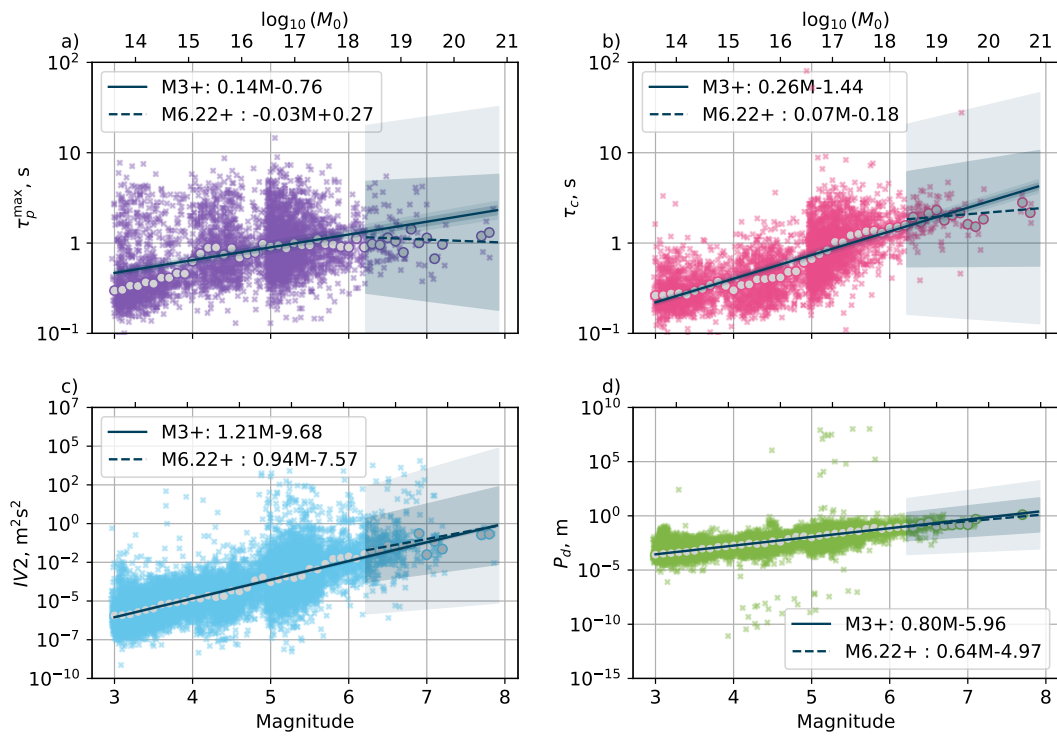 log₁₀(M₀)
log₁₀(M₀)
14 15 16 17 18 19 20 21
14 15 16 17 18 19 20 21
a)
b)
10²
10
1
10⁻¹
τₚᵐᵃˣ, s
M3+: 0.14M-0.76
M6.22+ : -0.03M+0.27
10²
10
1
10⁻¹
τ_c, s
M3+: 0.26M-1.44
M6.22+ : 0.07M-0.18
c)
d)
10⁷
10⁵
10²
10⁰
10⁻²
10⁻⁵
10⁻⁷
10⁻¹⁰
IV2, m²s²
M3+: 1.21M-9.68
M6.22+ : 0.94M-7.57
10¹⁰
10⁵
10⁰
10⁻⁵
10⁻¹⁰
10⁻¹⁵
P_d, m
M3+: 0.80M-5.96
M6.22+ : 0.64M-4.97
3 4 5 6 7 8
3 4 5 6 7 8
Magnitude
Magnitude